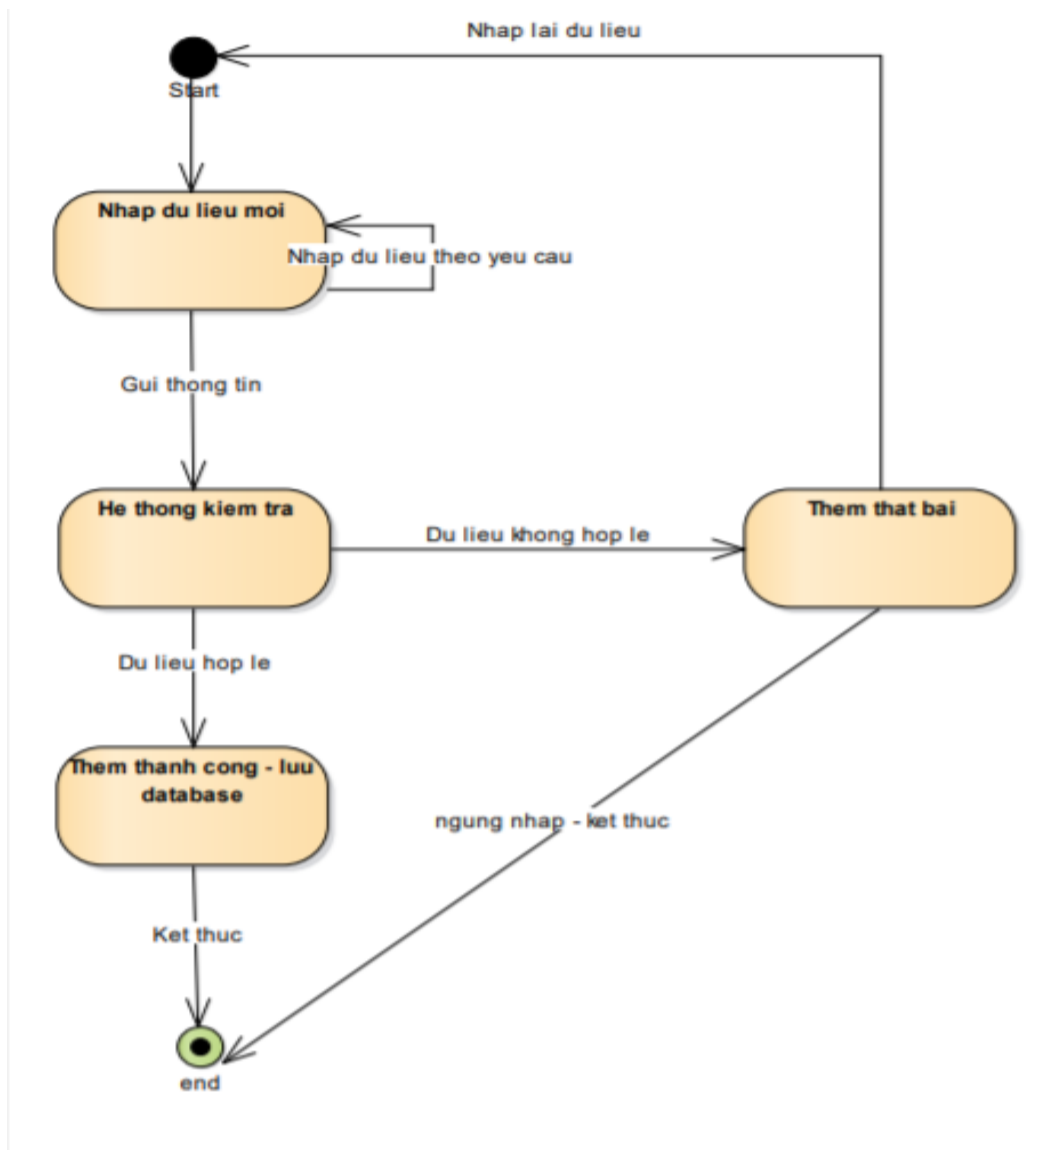 Nhap lai du lieu
Start
Nhap du lieu moi
Nhap du lieu theo yeu cau
Gui thong tin
He thong kiem tra
Du lieu khong hop le
Them that bai
Du lieu hop le
Them thanh cong - luu
database
ngung nhap - ket thuc
Ket thuc
end